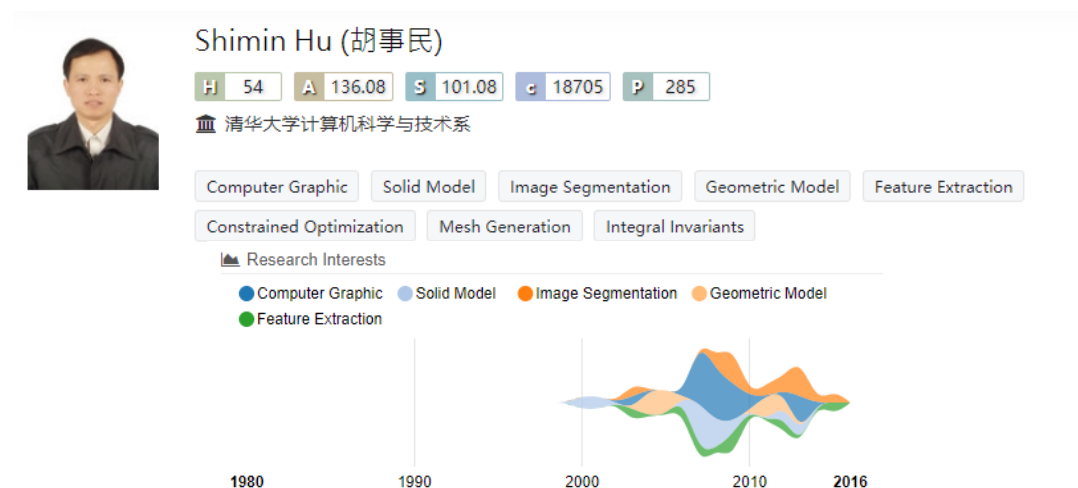 Shimin Hu (胡事民)
H 54 A 136.08 S 101.08 c 18705 P 285
清华大学计算机科学与技术系
Computer Graphic Solid Model Image Segmentation Geometric Model Feature Extraction
Constrained Optimization Mesh Generation Integral Invariants
Research Interests
Computer Graphic Solid Model Image Segmentation Geometric Model
Feature Extraction
1980 1990 2000 2010 2016